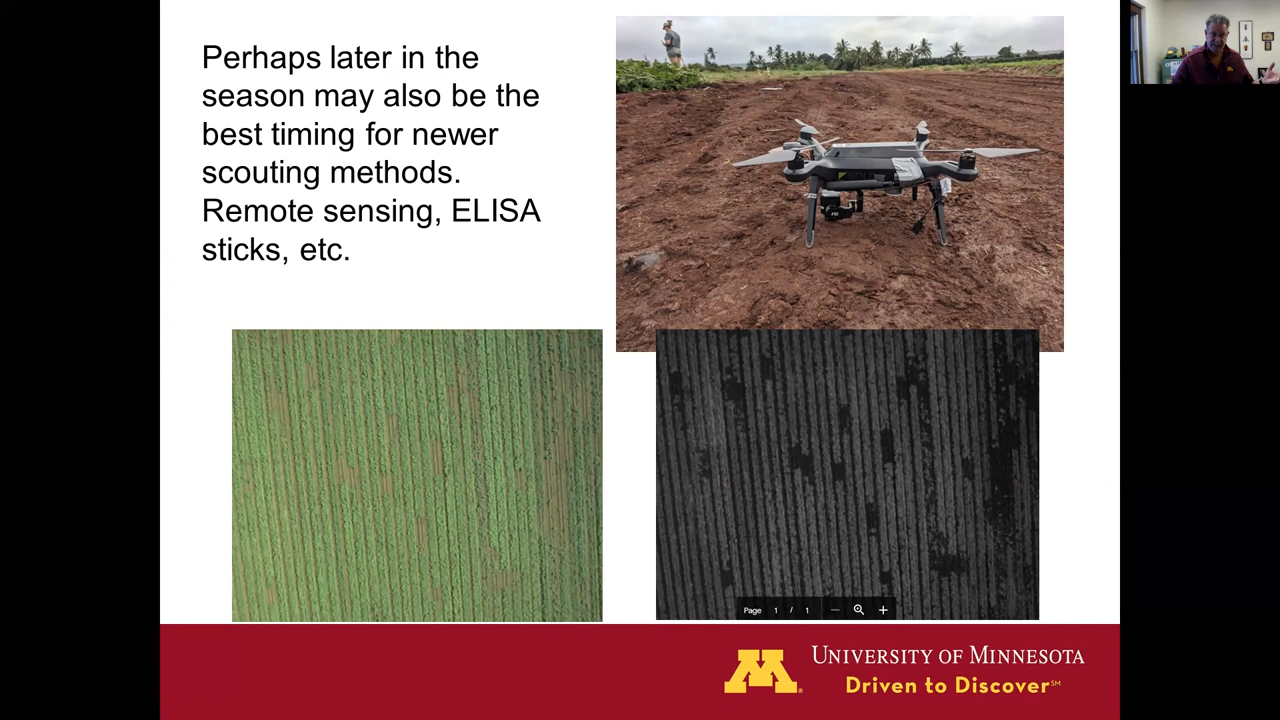 Perhaps later in the
season may also be the
best timing for newer
scouting methods.
Remote sensing, ELISA
sticks, etc.
Page 1 / 1
UNIVERSITY OF MINNESOTA
Driven to Discover℠